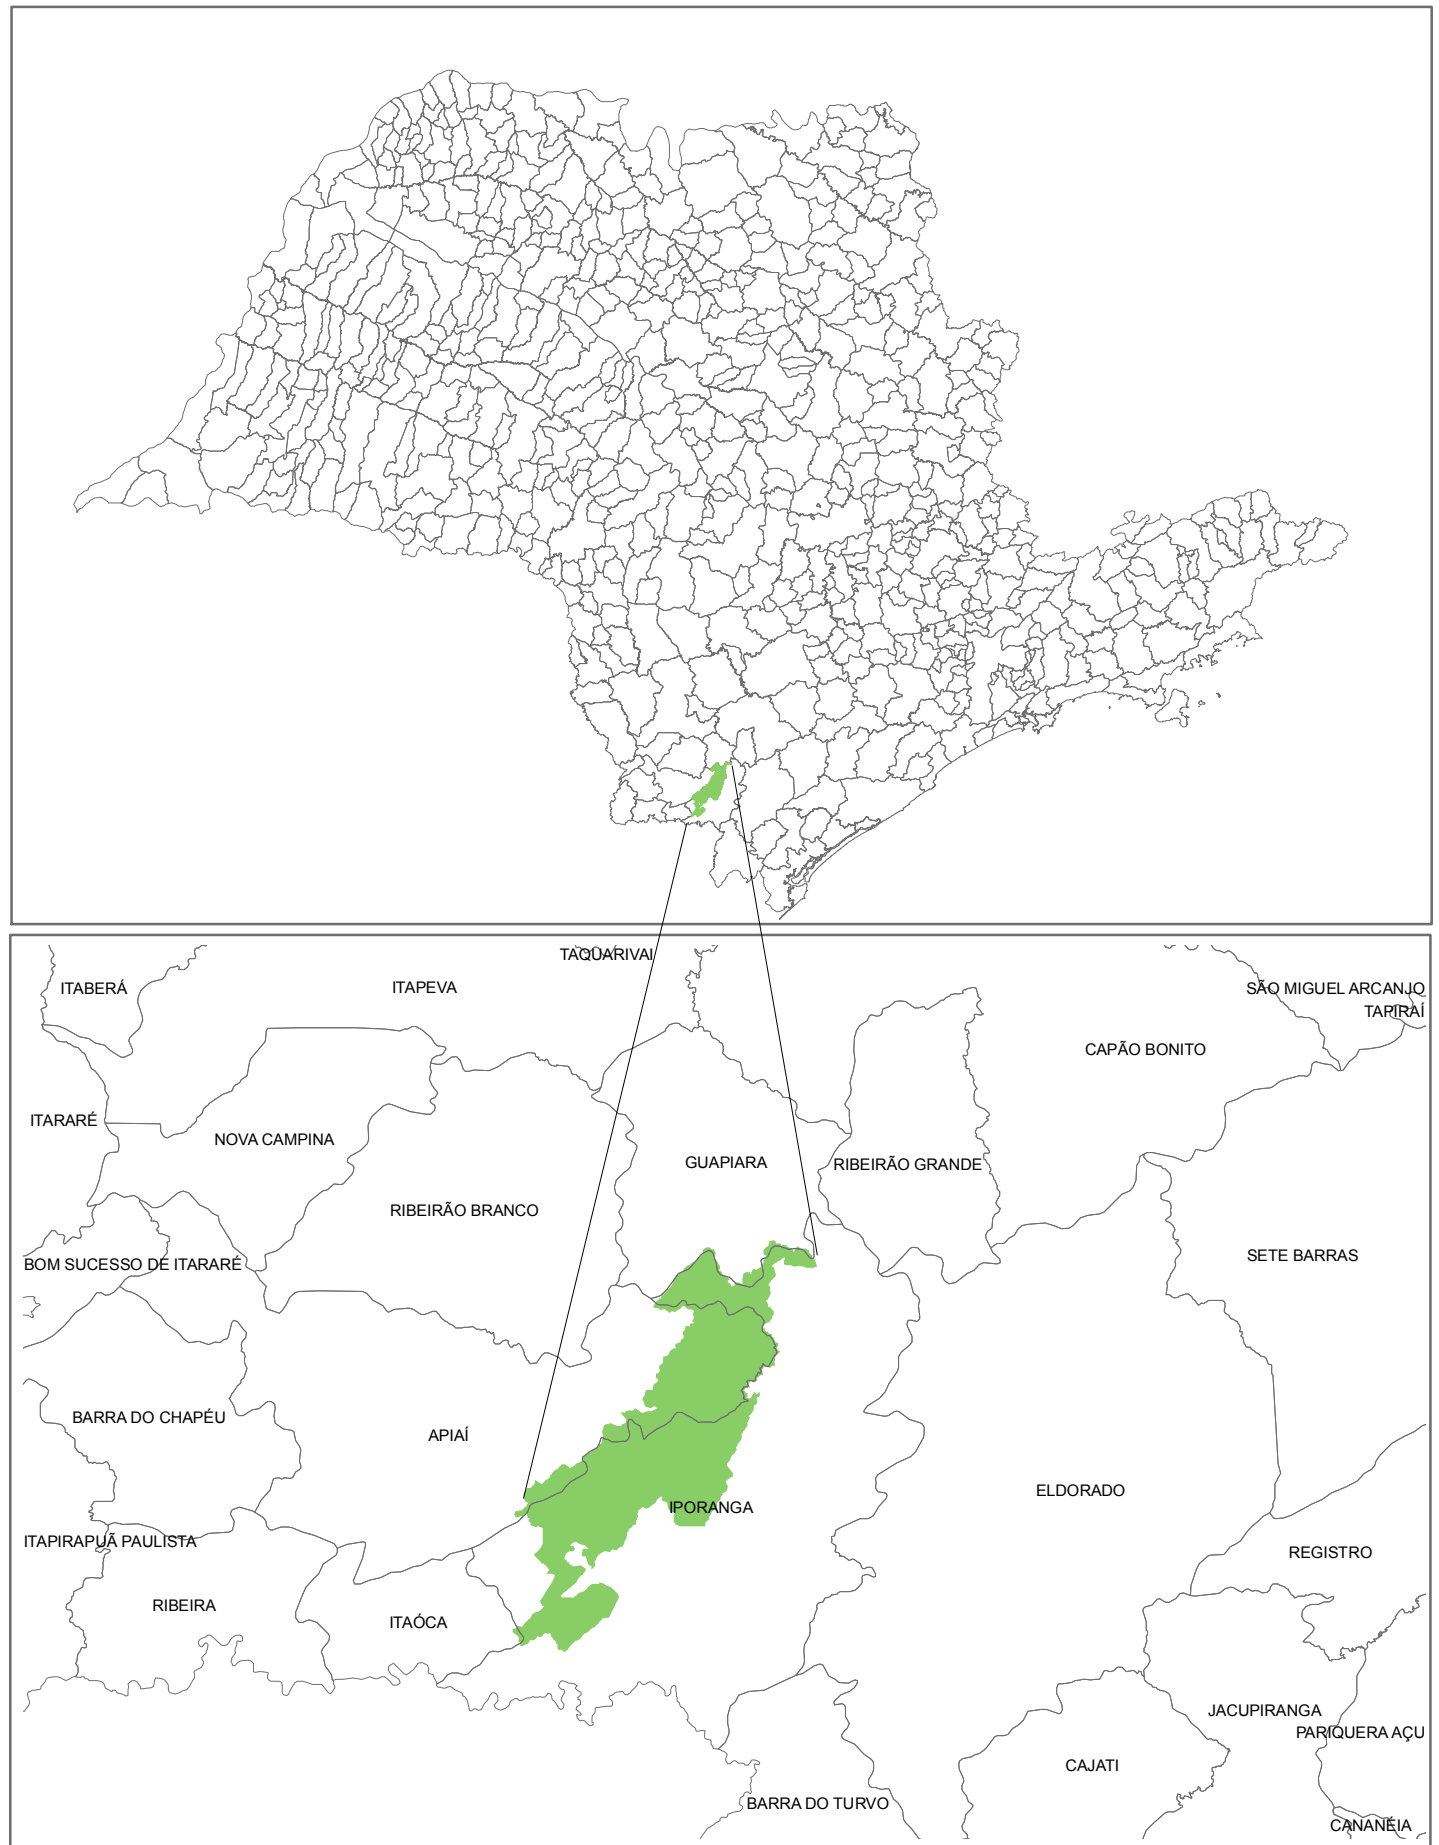 TAQUARIVAI
ITABERÁ
ITAPEVA
SÃO MIGUEL ARCANJO
TAPIRAÍ
CAPÃO BONITO
ITARARÉ
NOVA CAMPINA
GUAPIARA
RIBEIRÃO GRANDE
RIBEIRÃO BRANCO
BOM SUCESSO DE ITARARÉ
SETE BARRAS
BARRA DO CHAPÉU
APIAÍ
ELDORADO
IPORANGA
ITAPIRAPUÃ PAULISTA
REGISTRO
RIBEIRA
ITAÓCA
JACUPIRANGA
PARIQUERA AÇU
CAJATI
BARRA DO TURVO
CANANÉIA